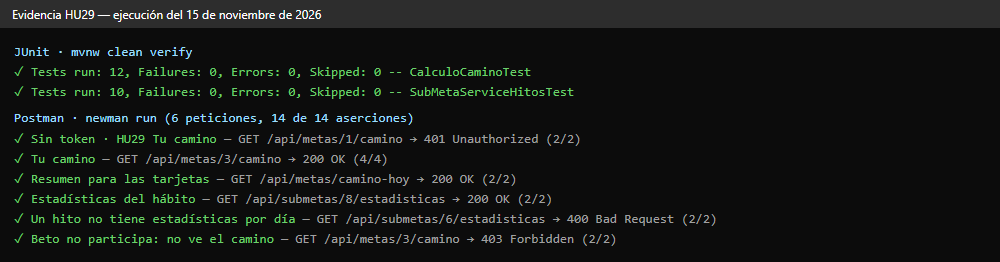 Evidencia HU29 — ejecución del 15 de noviembre de 2026
JUnit · mvnw clean verify
✓ Tests run: 12, Failures: 0, Errors: 0, Skipped: 0 -- CalculoCaminoTest
✓ Tests run: 10, Failures: 0, Errors: 0, Skipped: 0 -- SubMetaServiceHitosTest
Postman · newman run (6 peticiones, 14 de 14 aserciones)
✓ Sin token · HU29 Tu camino — GET /api/metas/1/camino → 401 Unauthorized (2/2)
✓ Tu camino — GET /api/metas/3/camino → 200 OK (4/4)
✓ Resumen para las tarjetas — GET /api/metas/camino-hoy → 200 OK (2/2)
✓ Estadísticas del hábito — GET /api/submetas/8/estadisticas → 200 OK (2/2)
✓ Un hito no tiene estadísticas por día — GET /api/submetas/6/estadisticas → 400 Bad Request (2/2)
✓ Beto no participa: no ve el camino — GET /api/metas/3/camino → 403 Forbidden (2/2)